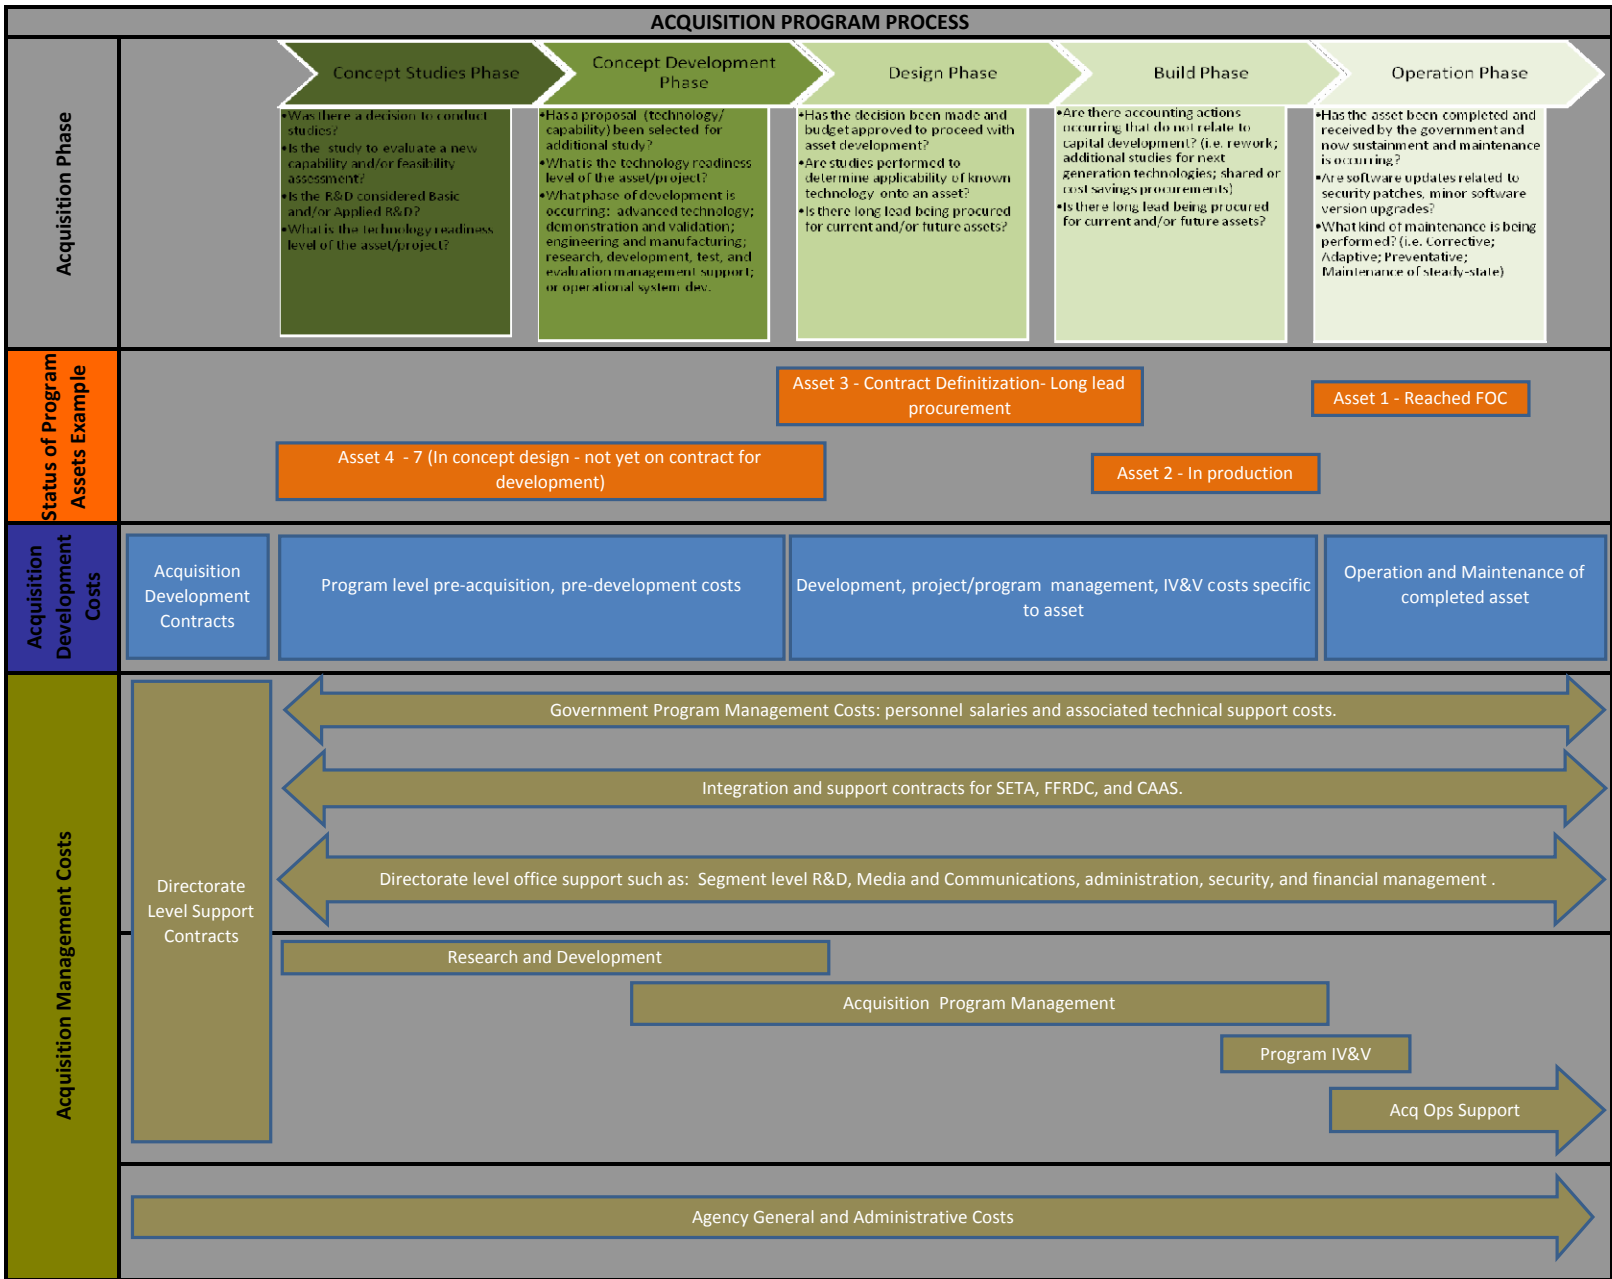 ACQUISITION PROGRAM PROCESS
Acquisition Phase
Concept Studies Phase
Concept Development
Phase
Design Phase
Build Phase
Operation Phase
•Was there a decision to conduct
studies?
•Is the study to evaluate a new
capability and/or feasibility
assessment?
•Is the R&D considered Basic
and/or Applied R&D?
•What is the technology readiness
level of the asset/project?
•Has a proposal (technology/
capability) been selected for
additional study?
•What is the technology readiness
level of the asset/project?
•What phase of development is
occurring: advanced technology;
demonstration and validation;
engineering and manufacturing;
research, development, test, and
evaluation management support;
or operational system dev.
•Has the decision been made and
budget approved to proceed with
asset development?
•Are studies performed to
determine applicability of known
technology onto an asset?
•Is there long lead being procured
for current and/or future assets?
•Are there accounting actions
occurring that do not relate to
capital development? (i.e. rework;
additional studies for next
generation technologies; shared or
cost savings procurements)
•Is there long lead being procured
for current and/or future assets?
•Has the asset been completed and
received by the government and
now sustainment and maintenance
is occurring?
•Are software updates related to
security patches, minor software
version upgrades?
•What kind of maintenance is being
performed? (i.e. Corrective;
Adaptive; Preventative;
Maintenance of steady-state)
Status of Program
Assets Example
Asset 3 - Contract Definitization- Long lead
procurement
Asset 1 - Reached FOC
Asset 4 - 7 (In concept design - not yet on contract for
development)
Asset 2 - In production
Acquisition
Development
Costs
Acquisition
Development
Contracts
Program level pre-acquisition, pre-development costs
Development, project/program management, IV&V costs specific
to asset
Operation and Maintenance of
completed asset
Acquisition Management Costs
Directorate
Level Support
Contracts
Government Program Management Costs: personnel salaries and associated technical support costs.
Integration and support contracts for SETA, FFRDC, and CAAS.
Directorate level office support such as: Segment level R&D, Media and Communications, administration, security, and financial management .
Research and Development
Acquisition Program Management
Program IV&V
Acq Ops Support
Agency General and Administrative Costs